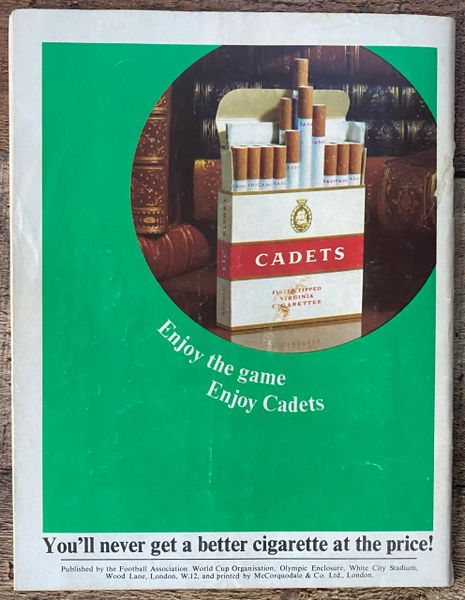 CADETS
FILTER TIPPED
VIRGINIA
CIGARETTES
Enjoy the game
Enjoy Cadets
You'll never get a better cigarette at the price!
Published by the Football Association World Cup Organisation, Olympic Enclosure, White City Stadium,
Wood Lane, London, W.12, and printed by McCorquodale & Co. Ltd., London.